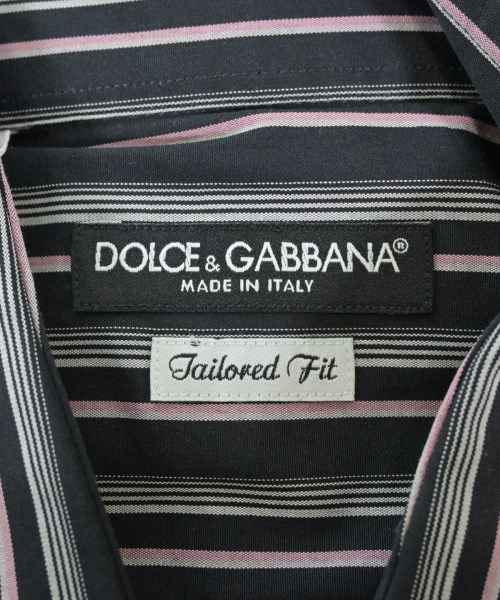 DOLCE & GABBANA®
MADE IN ITALY
Tailored Fit